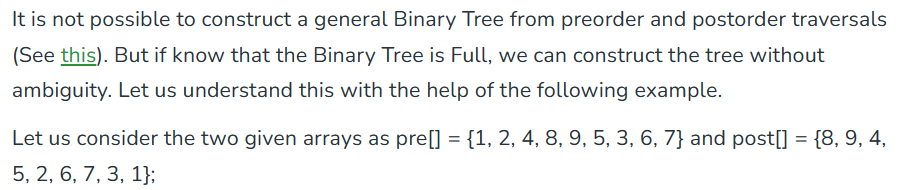 It is not possible to construct a general Binary Tree from preorder and postorder traversals
(See this). But if know that the Binary Tree is Full, we can construct the tree without
ambiguity. Let us understand this with the help of the following example.
Let us consider the two given arrays as pre[] = {1, 2, 4, 8, 9, 5, 3, 6, 7} and post[] = {8, 9, 4,
5, 2, 6, 7, 3, 1};